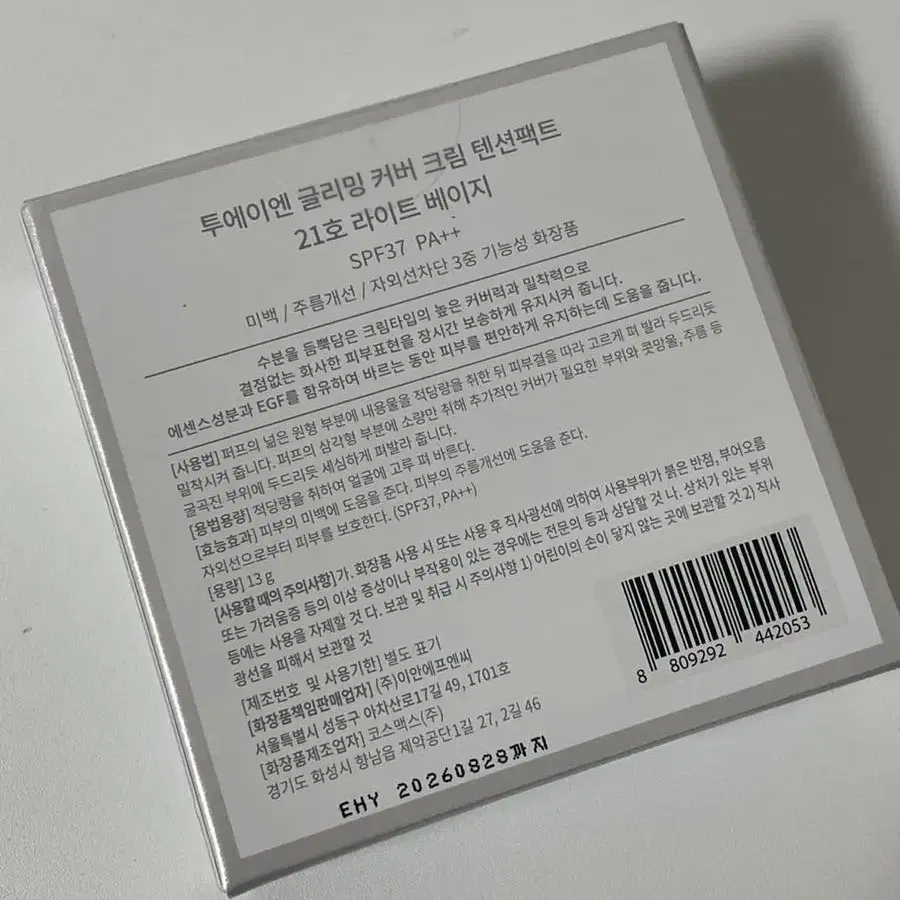 투에이엔 글리밍 커버 크림 텐션팩트
21호 라이트 베이지
SPF37 PA++
미백 / 주름개선 / 자외선차단 3중 기능성 화장품
수분을 듬뿍담은 크림타입의 높은 커버력과 밀착력으로
결점없는 화사한 피부표현을 장시간 보송하게 유지시켜 줍니다.
에센스성분과 EGF를 함유하여 바르는 동안 피부를 편안하게 유지하는데 도움을 줍니다.
[사용법] 퍼프의 넓은 원형 부분에 내용물을 적당량을 취한 뒤 피부결을 따라 고르게 펴 발라 두드리듯
밀착시켜 줍니다. 퍼프의 삼각형 부분에 소량만 취해 추가적인 커버가 필요한 부위와 콧망울, 주름 등
굴곡진 부위에 두드리듯 세심하게 펴발라 줍니다.
[용법용량] 적당량을 취하여 얼굴에 고루 펴 바른다.
[효능효과] 피부의 미백에 도움을 준다. 피부의 주름개선에 도움을 준다.
자외선으로부터 피부를 보호한다. (SPF37, PA++)
[용량] 13 g
[사용할 때의 주의사항] 가. 화장품 사용 시 또는 사용 후 직사광선에 의하여 사용부위가 붉은 반점, 부어오름
또는 가려움증 등의 이상 증상이나 부작용이 있는 경우에는 전문의 등과 상담할 것 나. 상처가 있는 부위
등에는 사용을 자제할 것 다. 보관 및 취급 시 주의사항 1) 어린이의 손이 닿지 않는 곳에 보관할 것 2) 직사
광선을 피해서 보관할 것
[제조번호 및 사용기한] 별도 표기
[화장품책임판매업자] (주)이안에프앤씨
서울특별시 성동구 아차산로17길 49, 1701호
[화장품제조업자] 코스맥스(주)
경기도 화성시 향남읍 제약공단1길 27, 2길 46
EHY 20260828까지
8 809292 442053